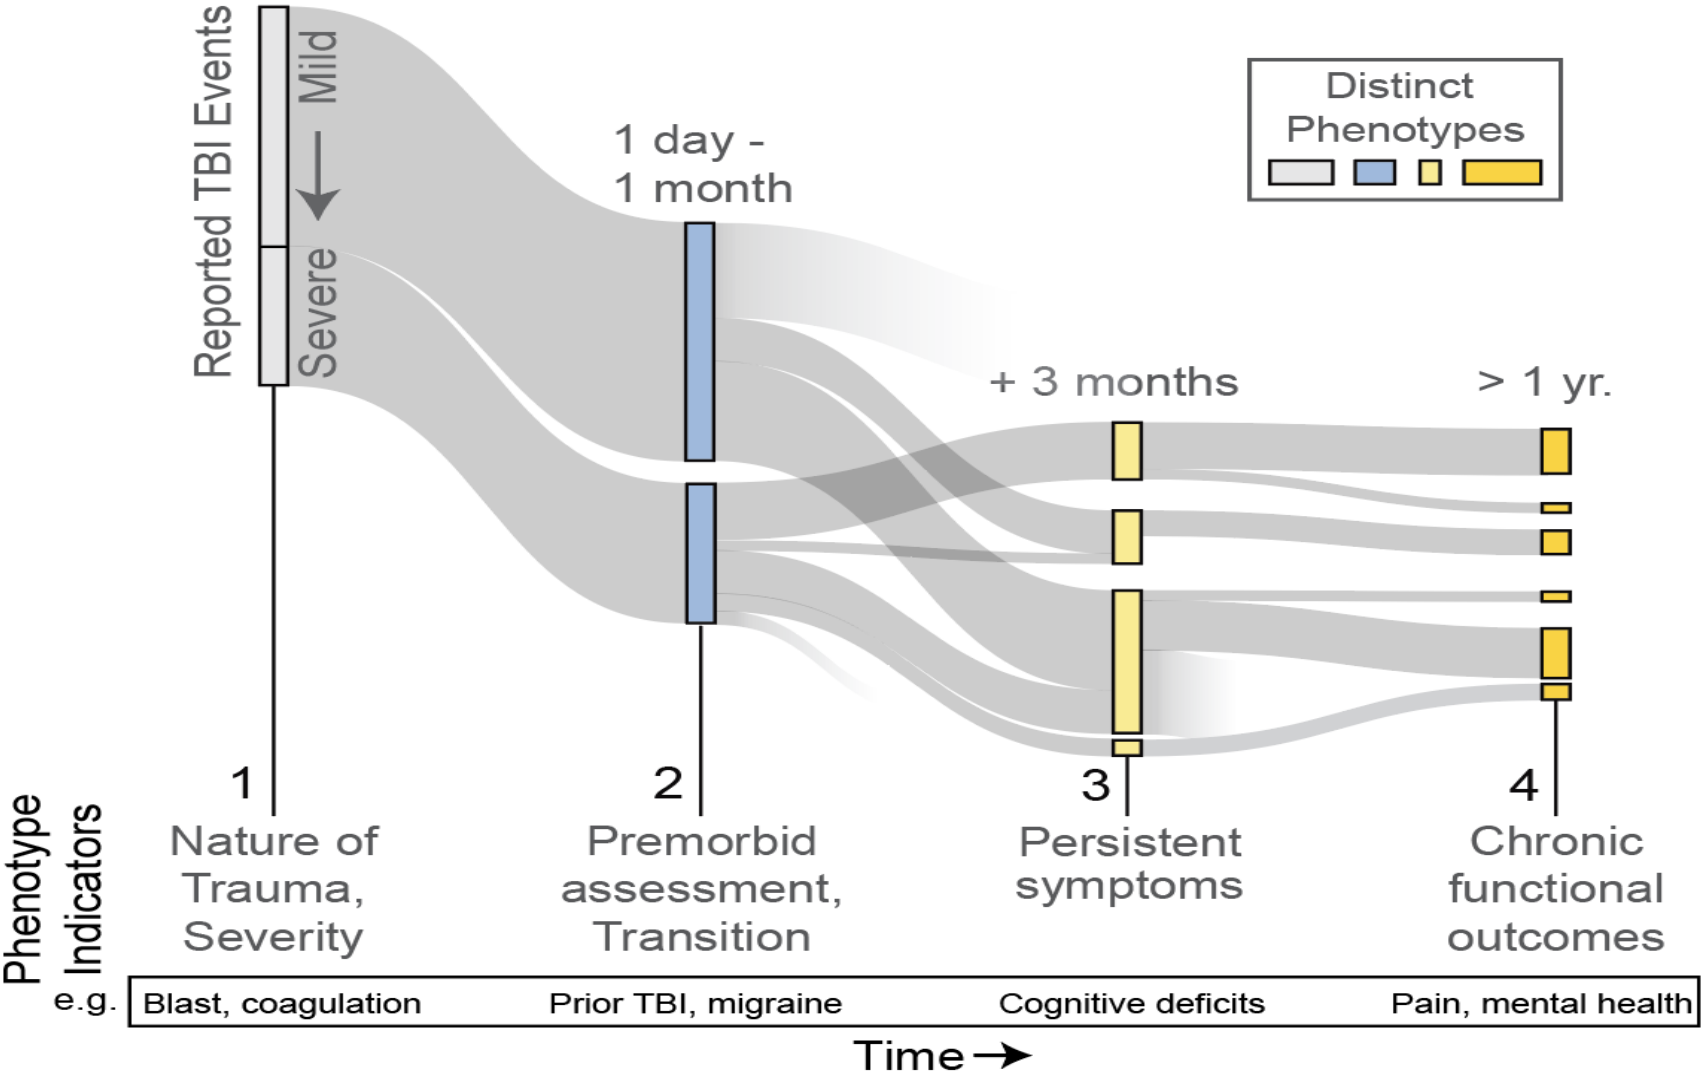 Reported TBI Events
Mild
Severe
1 day -
1 month
+ 3 months
> 1 yr.
Distinct
Phenotypes
1
2
3
4
Nature of
Trauma,
Severity
Premorbid
assessment,
Transition
Persistent
symptoms
Chronic
functional
outcomes
Phenotype
Indicators
e.g.
Blast, coagulation
Prior TBI, migraine
Cognitive deficits
Pain, mental health
Time